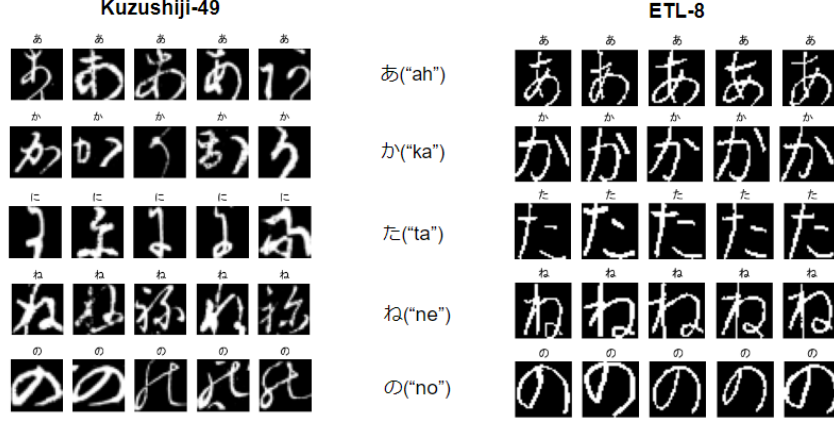 Kuzushiji-49 ETL-8
あ あ あ あ あ あ あ あ あ あ
あ("ah")
か か か か か か か か か か
か("ka")
に に に に に た た た た た
た("ta")
ね ね ね ね ね ね ね ね ね ね
ね("ne")
の の の の の の の の の の
の("no")